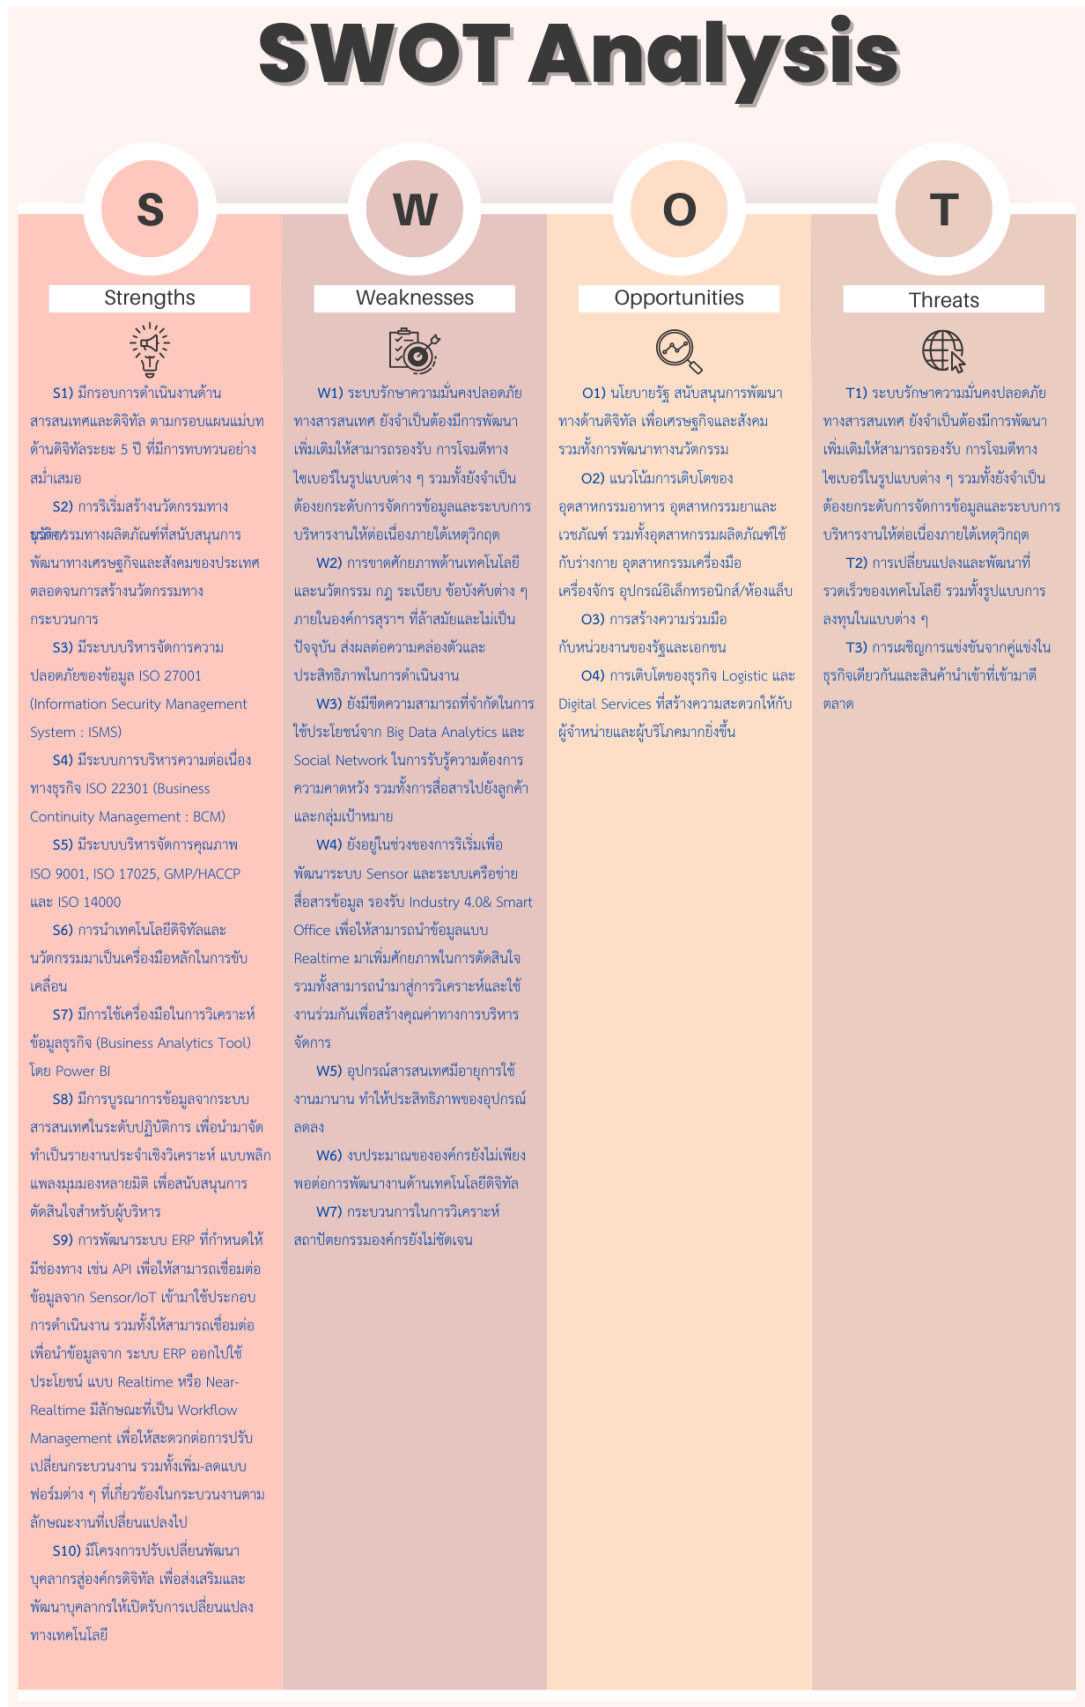 SWOT Analysis
S
Strengths
S1) มีกรอบการดำเนินงานด้าน
สารสนเทศและดิจิทัล ตามกรอบแผนแม่บท
ด้านดิจิทัลระยะ 5 ปี ที่มีการทบทวนอย่าง
สม่ำเสมอ
S2) การริเริ่มสร้างนวัตกรรมทาง
นวัตกรรมทางผลิตภัณฑ์ที่สนับสนุนการ
พัฒนาทางเศรษฐกิจและสังคมของประเทศ
ตลอดจนการสร้างนวัตกรรมทาง
กระบวนการ
S3) มีระบบบริหารจัดการความ
ปลอดภัยของข้อมูล ISO 27001
(Information Security Management
System : ISMS)
S4) มีระบบการบริหารความต่อเนื่อง
ทางธุรกิจ ISO 22301 (Business
Continuity Management : BCM)
S5) มีระบบบริหารจัดการคุณภาพ
ISO 9001, ISO 17025, GMP/HACCP
และ ISO 14000
S6) การนำเทคโนโลยีดิจิทัลและ
นวัตกรรมมาเป็นเครื่องมือหลักในการขับ
เคลื่อน
S7) มีการใช้เครื่องมือในการวิเคราะห์
ข้อมูลธุรกิจ (Business Analytics Tool)
โดย Power BI
S8) มีการบูรณาการข้อมูลจากระบบ
สารสนเทศในระดับปฏิบัติการ เพื่อนำมาจัด
ทำเป็นรายงานประจำเชิงวิเคราะห์ แบบพลิก
แพลงมุมมองหลายมิติ เพื่อสนับสนุนการ
ตัดสินใจสำหรับผู้บริหาร
S9) การพัฒนาระบบ ERP ที่กำหนดให้
มีช่องทาง เช่น API เพื่อให้สามารถเชื่อมต่อ
ข้อมูลจาก Sensor/IoT เข้ามาใช้ประกอบ
การดำเนินงาน รวมทั้งให้สามารถเชื่อมต่อ
เพื่อนำข้อมูลจาก ระบบ ERP ออกไปใช้
ประโยชน์ แบบ Realtime หรือ Near-
Realtime มีลักษณะที่เป็น Workflow
Management เพื่อให้สะดวกต่อการปรับ
เปลี่ยนกระบวนงาน รวมทั้งเพิ่ม-ลดแบบ
ฟอร์มต่าง ๆ ที่เกี่ยวข้องในกระบวนงานตาม
ลักษณะงานที่เปลี่ยนแปลงไป
S10) มีโครงการปรับเปลี่ยนพัฒนา
บุคลากรสู่องค์กรดิจิทัล เพื่อส่งเสริมและ
พัฒนาบุคลากรให้เปิดรับการเปลี่ยนแปลง
ทางเทคโนโลยี
W
Weaknesses
W1) ระบบรักษาความมั่นคงปลอดภัย
ทางสารสนเทศ ยังจำเป็นต้องมีการพัฒนา
เพิ่มเติมให้สามารถรองรับ การโจมตีทาง
ไซเบอร์ในรูปแบบต่าง ๆ รวมทั้งยังจำเป็น
ต้องยกระดับการจัดการข้อมูลและระบบการ
บริหารงานให้ต่อเนื่องภายใต้เหตุวิกฤต
W2) การขาดศักยภาพด้านเทคโนโลยี
และนวัตกรรม กฎ ระเบียบ ข้อบังคับต่าง ๆ
ภายในองค์การสุราฯ ที่ล้าสมัยและไม่เป็น
ปัจจุบัน ส่งผลต่อความคล่องตัวและ
ประสิทธิภาพในการดำเนินงาน
W3) ยังมีขีดความสามารถที่จำกัดในการ
ใช้ประโยชน์จาก Big Data Analytics และ
Social Network ในการรับรู้ความต้องการ
ความคาดหวัง รวมทั้งการสื่อสารไปยังลูกค้า
และกลุ่มเป้าหมาย
W4) ยังอยู่ในช่วงของการริเริ่มเพื่อ
พัฒนาระบบ Sensor และระบบเครือข่าย
สื่อสารข้อมูล รองรับ Industry 4.0& Smart
Office เพื่อให้สามารถนำข้อมูลแบบ
Realtime มาเพิ่มศักยภาพในการตัดสินใจ
รวมทั้งสามารถนำมาสู่การวิเคราะห์และใช้
งานร่วมกันเพื่อสร้างคุณค่าทางการบริหาร
จัดการ
W5) อุปกรณ์สารสนเทศมีอายุการใช้
งานมานาน ทำให้ประสิทธิภาพของอุปกรณ์
ลดลง
W6) งบประมาณขององค์กรยังไม่เพียง
พอต่อการพัฒนางานด้านเทคโนโลยีดิจิทัล
W7) กระบวนการในการวิเคราะห์
สถาปัตยกรรมองค์กรยังไม่ชัดเจน
O
Opportunities
O1) นโยบายรัฐ สนับสนุนการพัฒนา
ทางด้านดิจิทัล เพื่อเศรษฐกิจและสังคม
รวมทั้งการพัฒนาทางนวัตกรรม
O2) แนวโน้มการเติบโตของ
อุตสาหกรรมอาหาร อุตสาหกรรมยาและ
เวชภัณฑ์ รวมทั้งอุตสาหกรรมผลิตภัณฑ์ใช้
กับร่างกาย อุตสาหกรรมเครื่องมือ
เครื่องจักร อุปกรณ์อิเล็กทรอนิกส์/ห้องแล็บ
O3) การสร้างความร่วมมือ
กับหน่วยงานของรัฐและเอกชน
O4) การเติบโตของธุรกิจ Logistic และ
Digital Services ที่สร้างความสะดวกให้กับ
ผู้จำหน่ายและผู้บริโภคมากยิ่งขึ้น
T
Threats
T1) ระบบรักษาความมั่นคงปลอดภัย
ทางสารสนเทศ ยังจำเป็นต้องมีการพัฒนา
เพิ่มเติมให้สามารถรองรับ การโจมตีทาง
ไซเบอร์ในรูปแบบต่าง ๆ รวมทั้งยังจำเป็น
ต้องยกระดับการจัดการข้อมูลและระบบการ
บริหารงานให้ต่อเนื่องภายใต้เหตุวิกฤต
T2) การเปลี่ยนแปลงและพัฒนาที่
รวดเร็วของเทคโนโลยี รวมทั้งรูปแบบการ
ลงทุนในแบบต่าง ๆ
T3) การเผชิญการแข่งขันจากคู่แข่งใน
ธุรกิจเดียวกันและสินค้านำเข้าที่เข้ามาตี
ตลาด